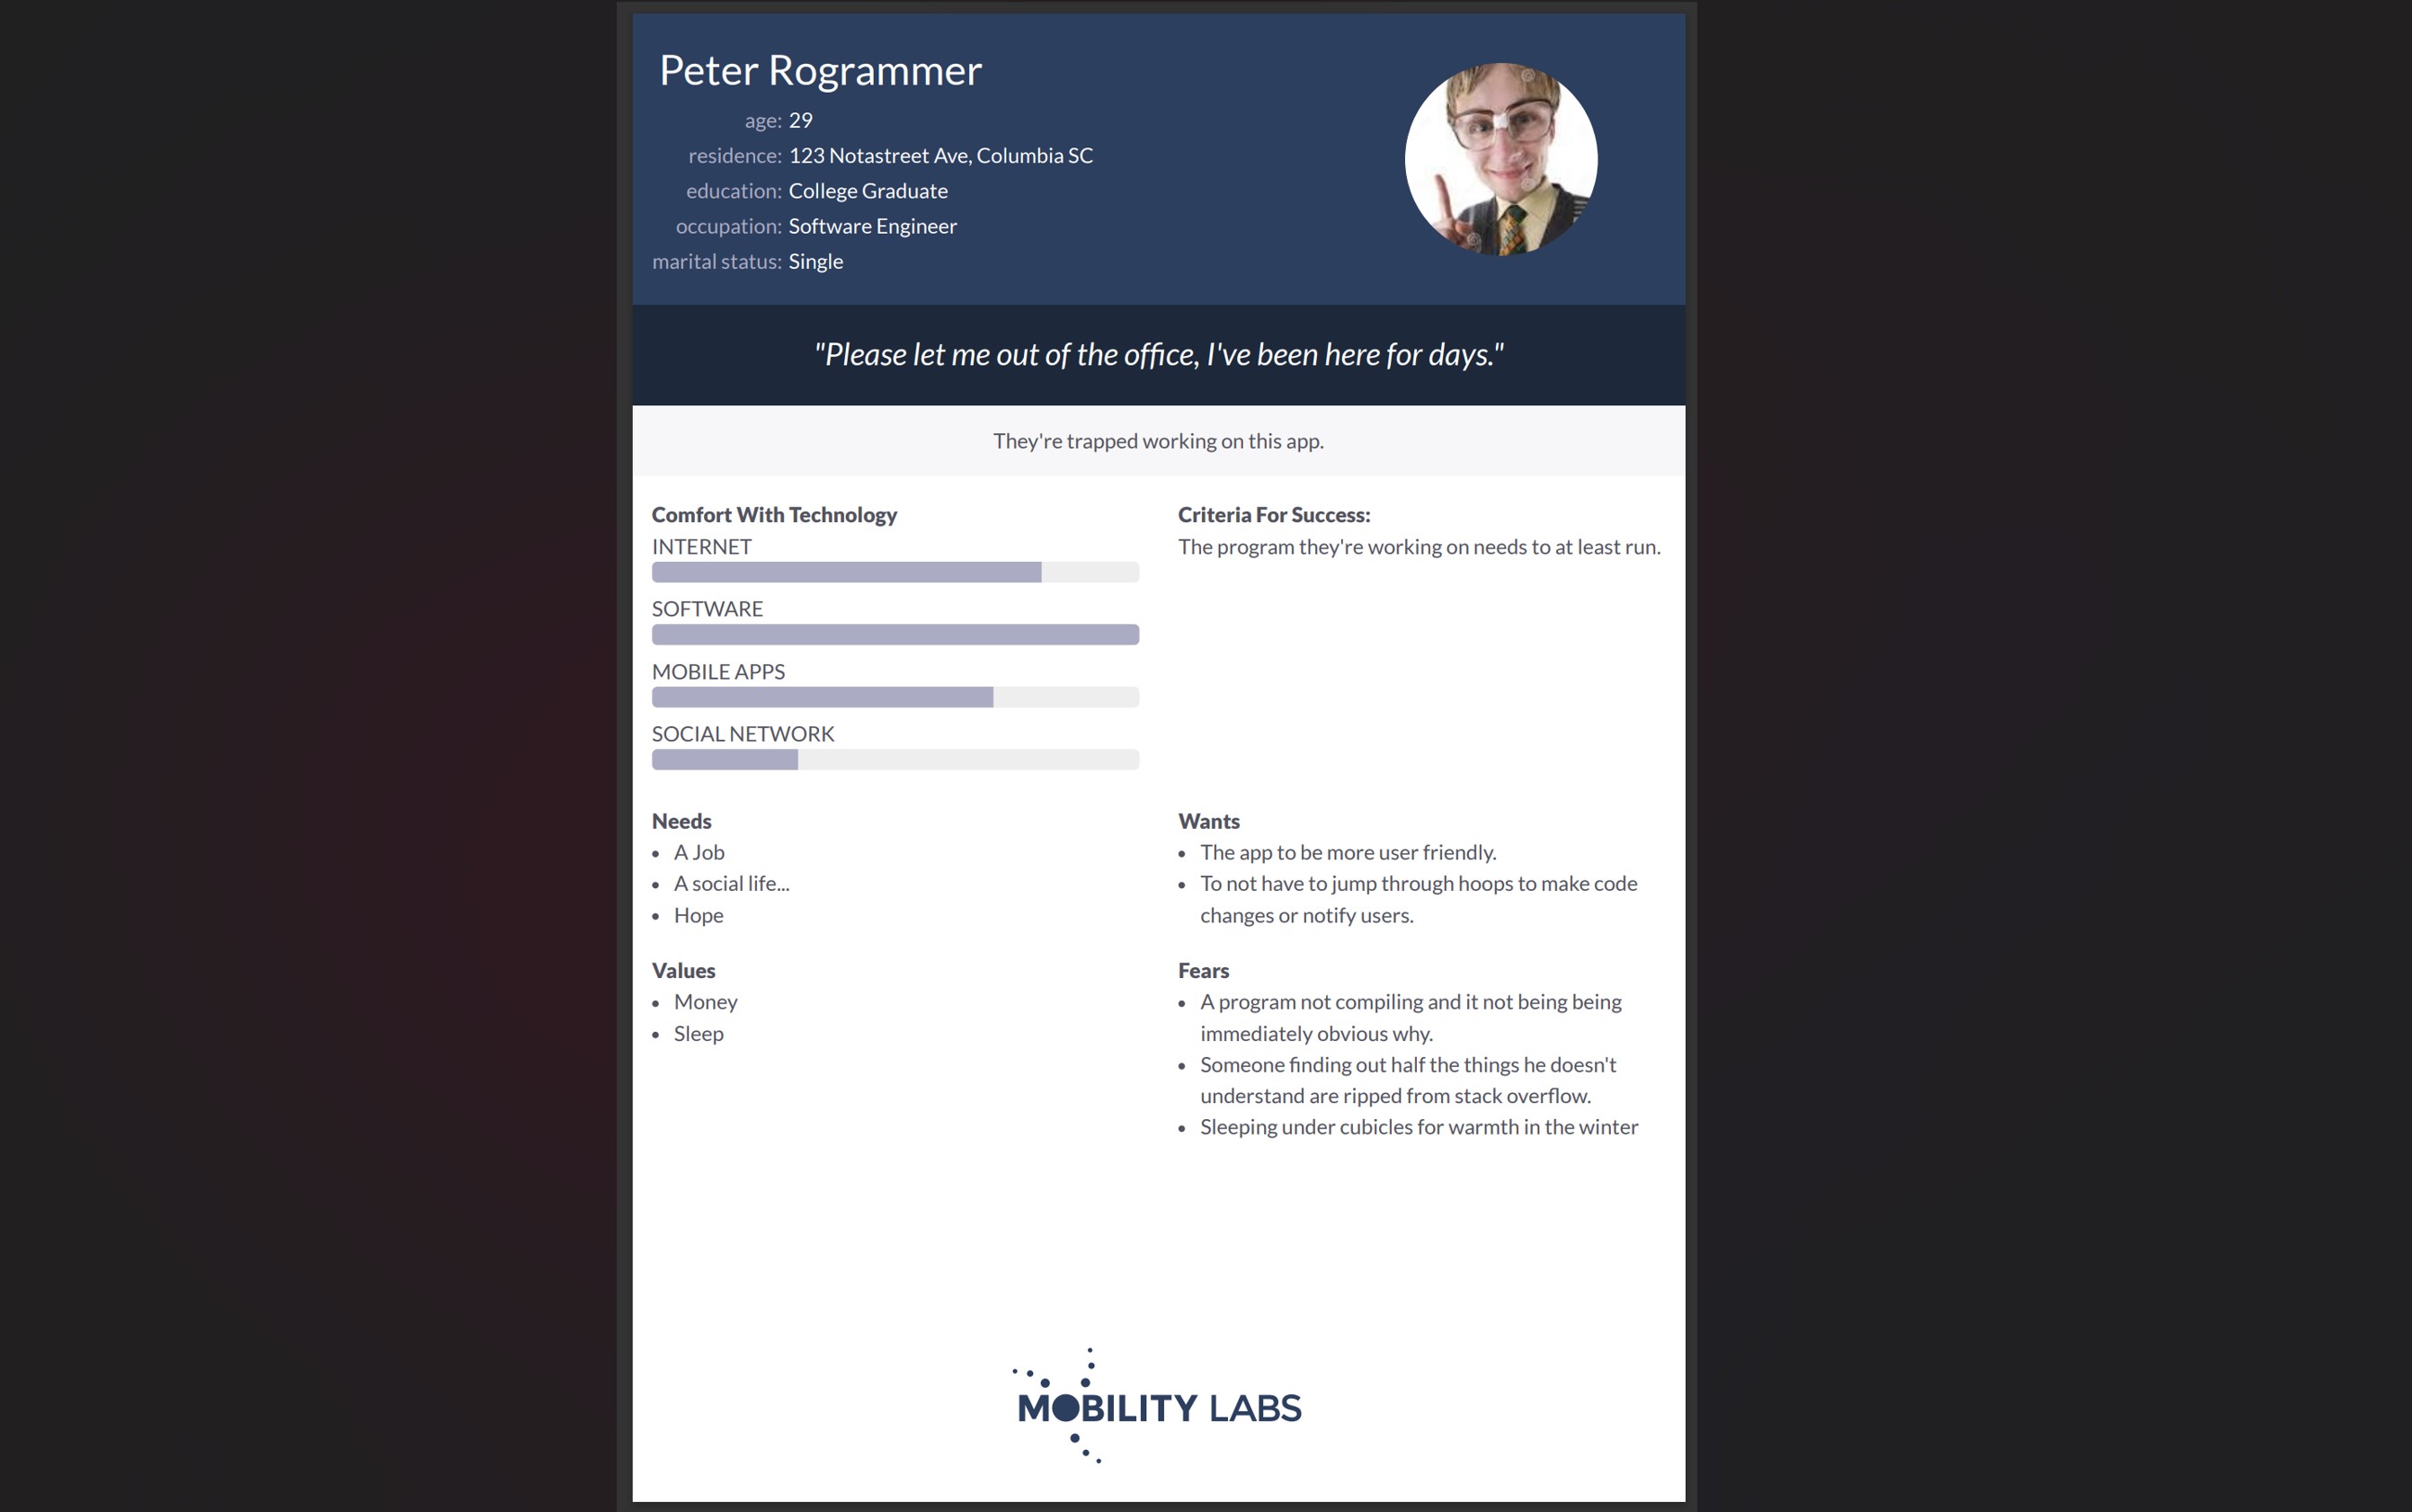 Peter Rogrammer
age: 29
residence: 123 Notastreet Ave, Columbia SC
education: College Graduate
occupation: Software Engineer
marital status: Single
"Please let me out of the office, I've been here for days."
They're trapped working on this app.
Comfort With Technology
INTERNET
SOFTWARE
MOBILE APPS
SOCIAL NETWORK
Criteria For Success:
The program they're working on needs to at least run.
Needs
• A Job
• A social life...
• Hope
Wants
• The app to be more user friendly.
• To not have to jump through hoops to make code
changes or notify users.
Values
• Money
• Sleep
Fears
• A program not compiling and it not being being
immediately obvious why.
• Someone finding out half the things he doesn't
understand are ripped from stack overflow.
• Sleeping under cubicles for warmth in the winter
MOBILITY LABS